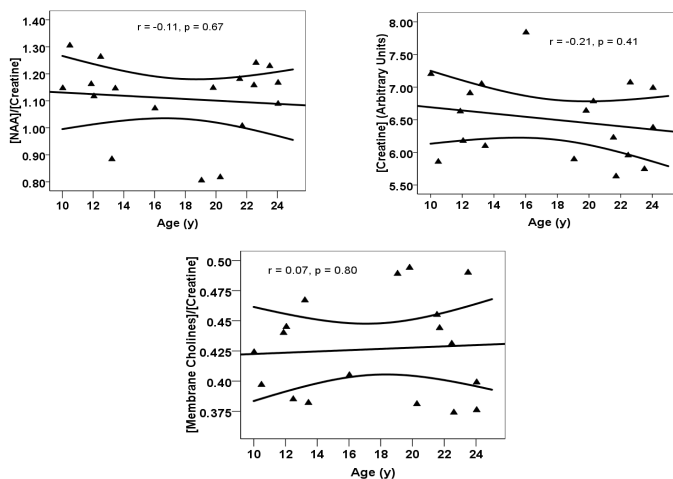 r = -0.11, p = 0.67
[NAA]/[Creatine]
1.40
1.30
1.20
1.10
1.00
0.90
0.80
10 12 14 16 18 20 22 24
Age (y)
r = -0.21, p = 0.41
[Creatine] (Arbitrary Units)
8.00
7.50
7.00
6.50
6.00
5.50
10 12 14 16 18 20 22 24
Age (y)
r = 0.07, p = 0.80
[Membrane Cholines]/[Creatine]
0.50
0.475
0.45
0.425
0.40
0.375
10 12 14 16 18 20 22 24
Age (y)